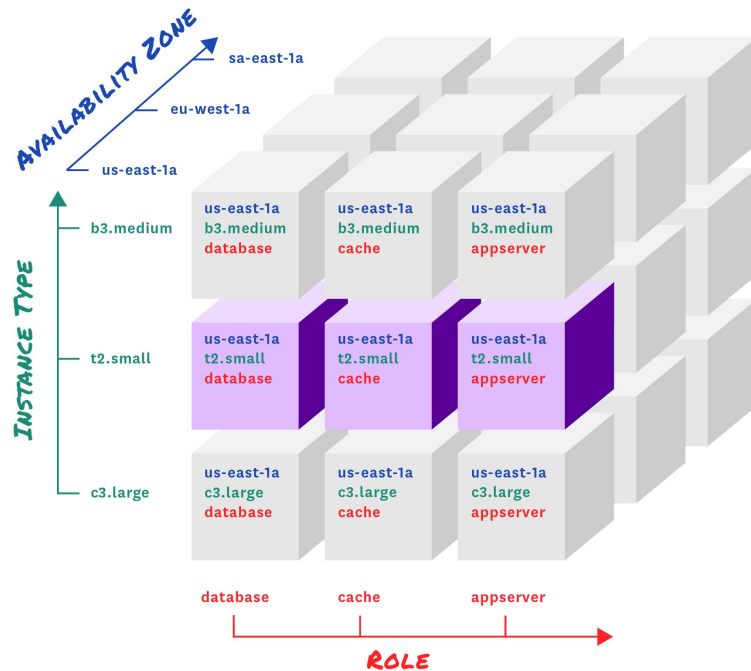 AVAILABILITY ZONE
sa-east-1a
eu-west-1a
us-east-1a
INSTANCE TYPE
b3.medium
t2.small
c3.large
us-east-1a
b3.medium
database
us-east-1a
b3.medium
cache
us-east-1a
b3.medium
appserver
us-east-1a
t2.small
database
us-east-1a
t2.small
cache
us-east-1a
t2.small
appserver
us-east-1a
c3.large
database
us-east-1a
c3.large
cache
us-east-1a
c3.large
appserver
database
cache
appserver
ROLE